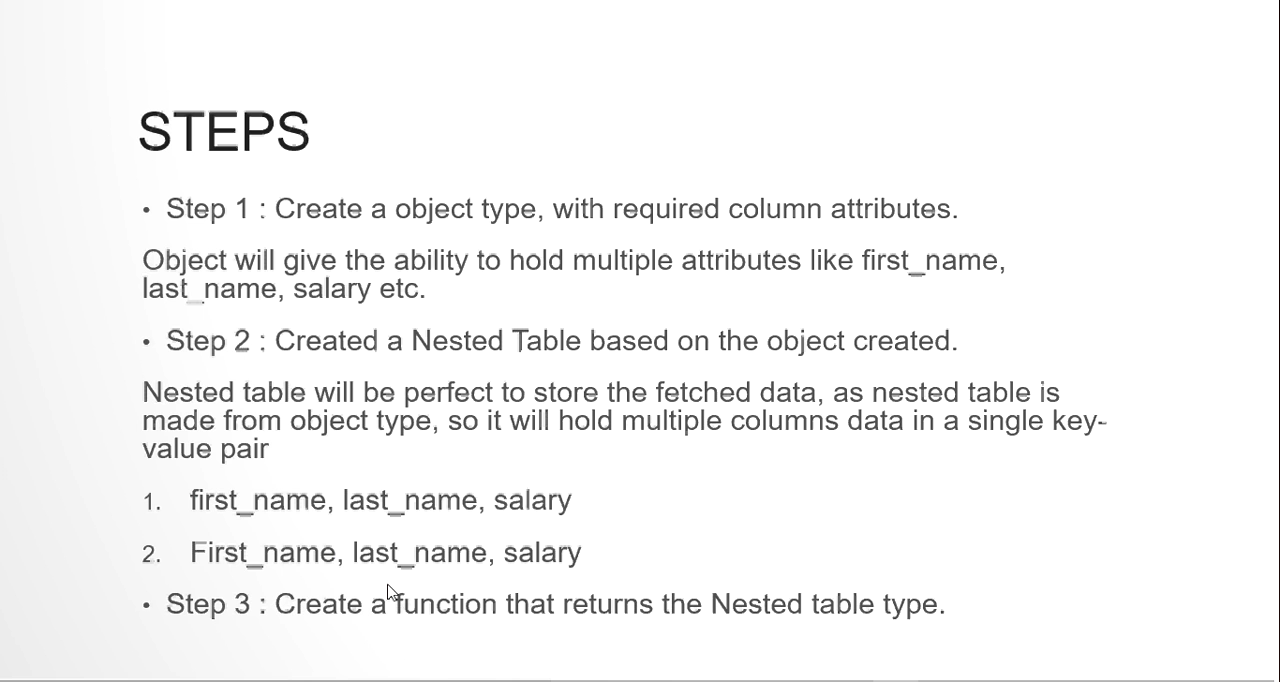 STEPS
• Step 1 : Create a object type, with required column attributes.
Object will give the ability to hold multiple attributes like first_name,
last_name, salary etc.
• Step 2 : Created a Nested Table based on the object created.
Nested table will be perfect to store the fetched data, as nested table is
made from object type, so it will hold multiple columns data in a single key-
value pair
1. first_name, last_name, salary
2. First_name, last_name, salary
• Step 3 : Create a function that returns the Nested table type.